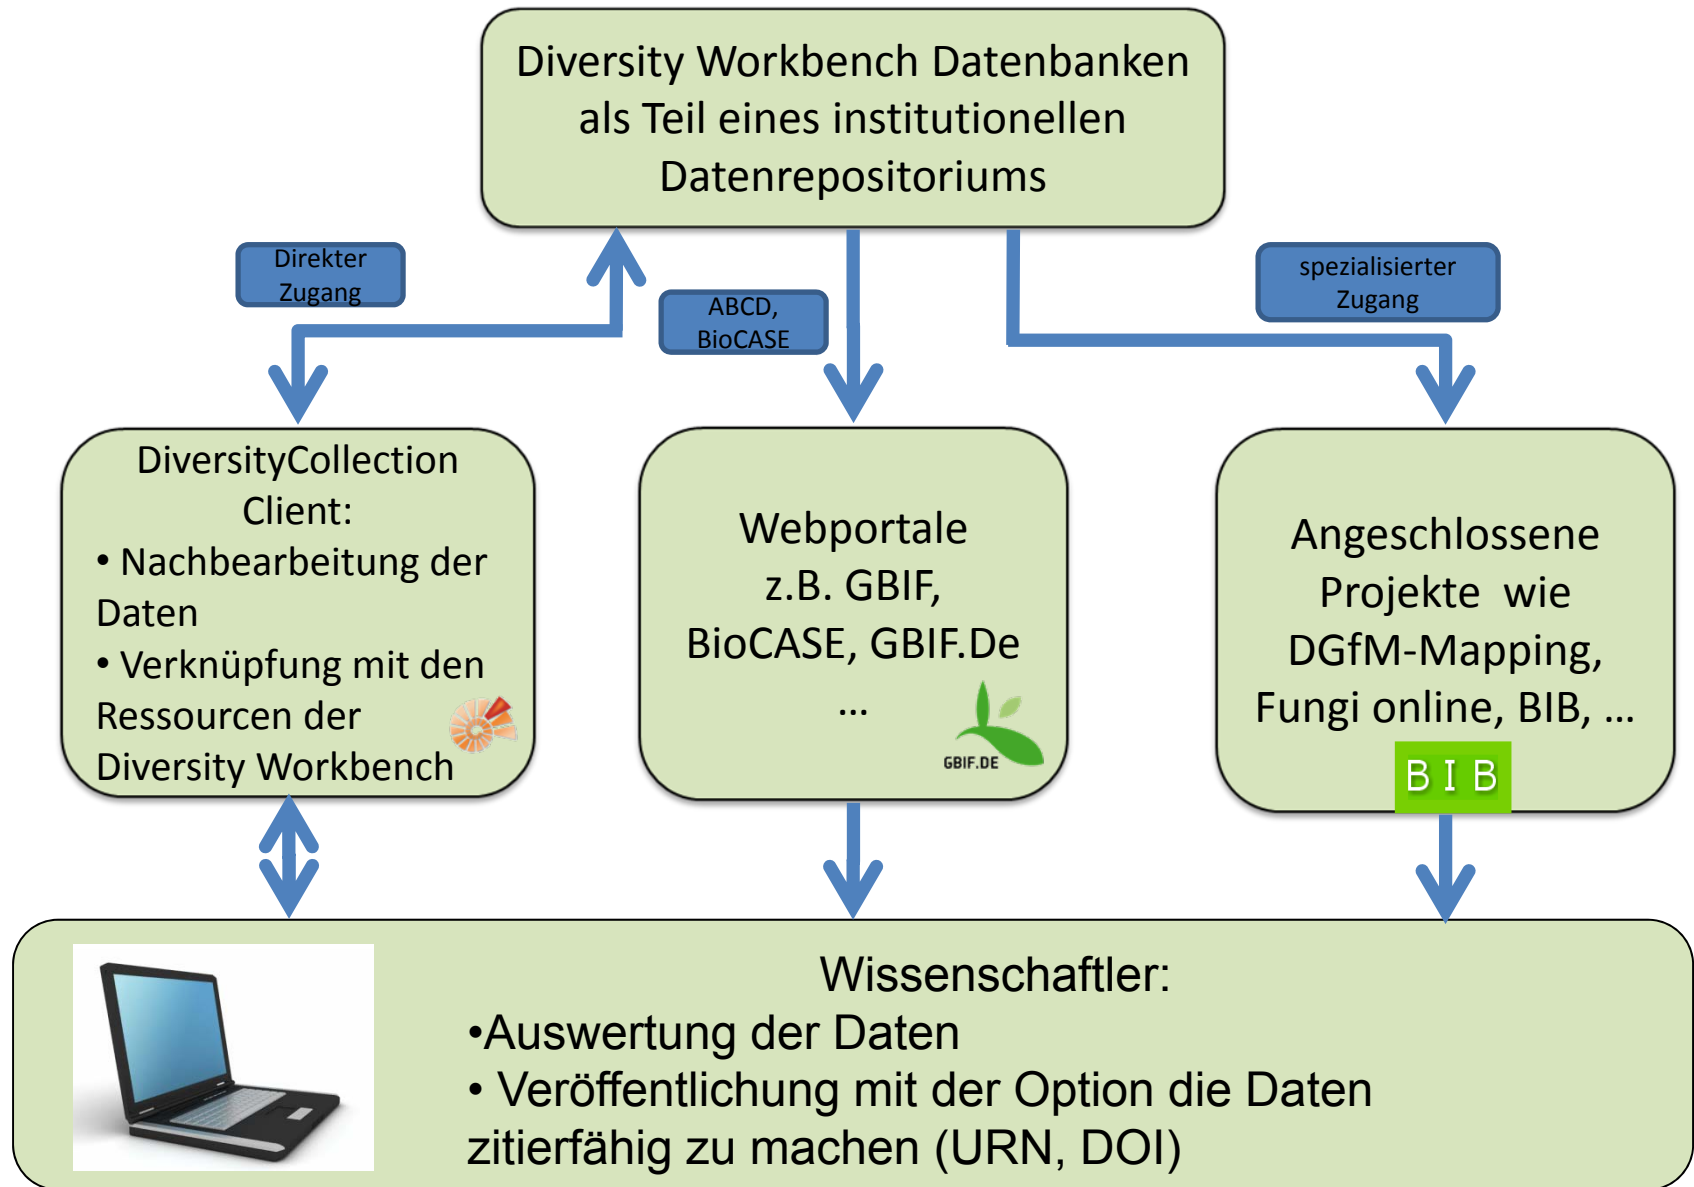 Diversity Workbench Datenbanken
als Teil eines institutionellen
Datenrepositoriums
Direkter
Zugang
ABCD,
BioCASE
spezialisierter
Zugang
DiversityCollection
Client:
• Nachbearbeitung der
Daten
• Verknüpfung mit den
Ressourcen der
Diversity Workbench
Webportale
z.B. GBIF,
BioCASE, GBIF.De
...
GBIF.DE
Angeschlossene
Projekte wie
DGfM-Mapping,
Fungi online, BIB, ...
B I B
Wissenschaftler:
•Auswertung der Daten
• Veröffentlichung mit der Option die Daten
zitierfähig zu machen (URN, DOI)